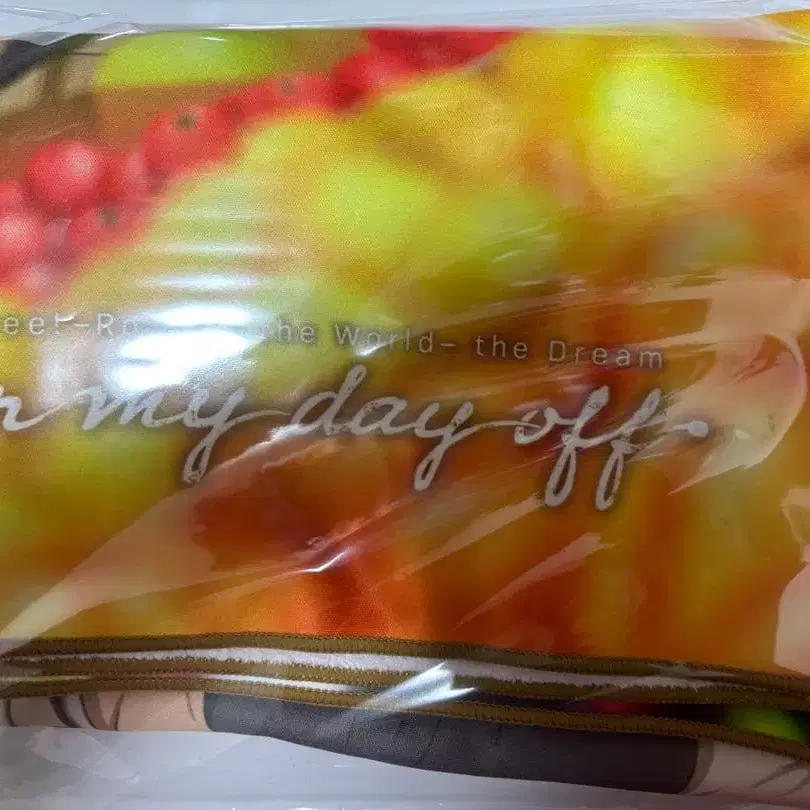 the World- the Dream
my day off